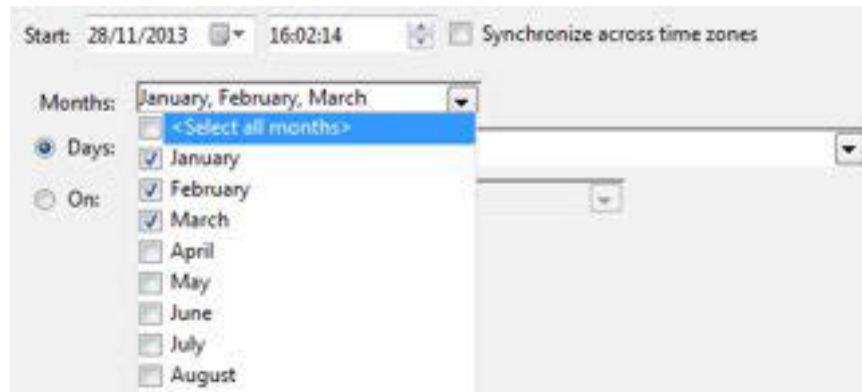 Start: 28/11/2013 16:02:14 Synchronize across time zones
Months: January, February, March
<Select all months>
Days:
January
On:
February
March
April
May
June
July
August